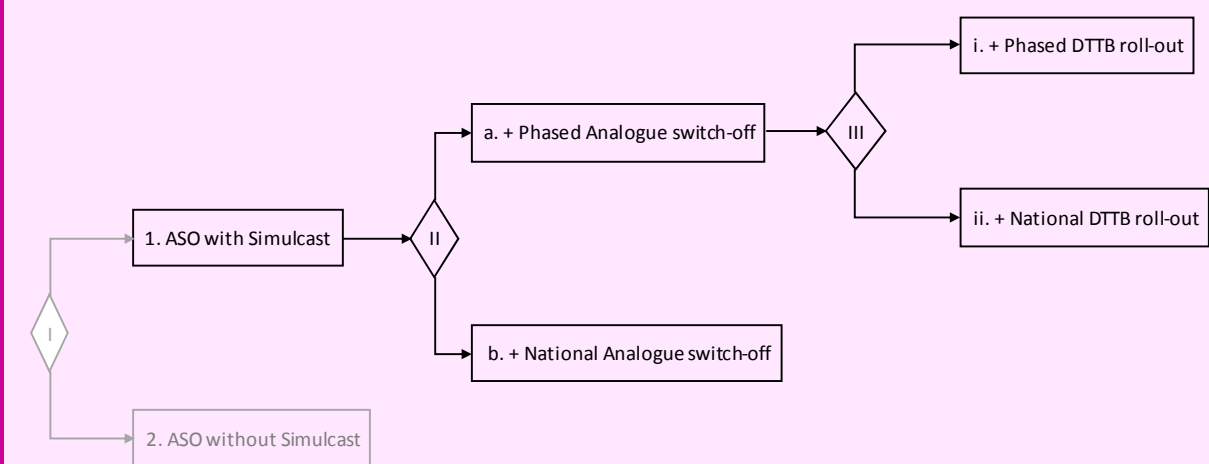 i. + Phased DTTB roll-out
a. + Phased Analogue switch-off
III
ii. + National DTTB roll-out
1. ASO with Simulcast
II
I
b. + National Analogue switch-off
2. ASO without Simulcast